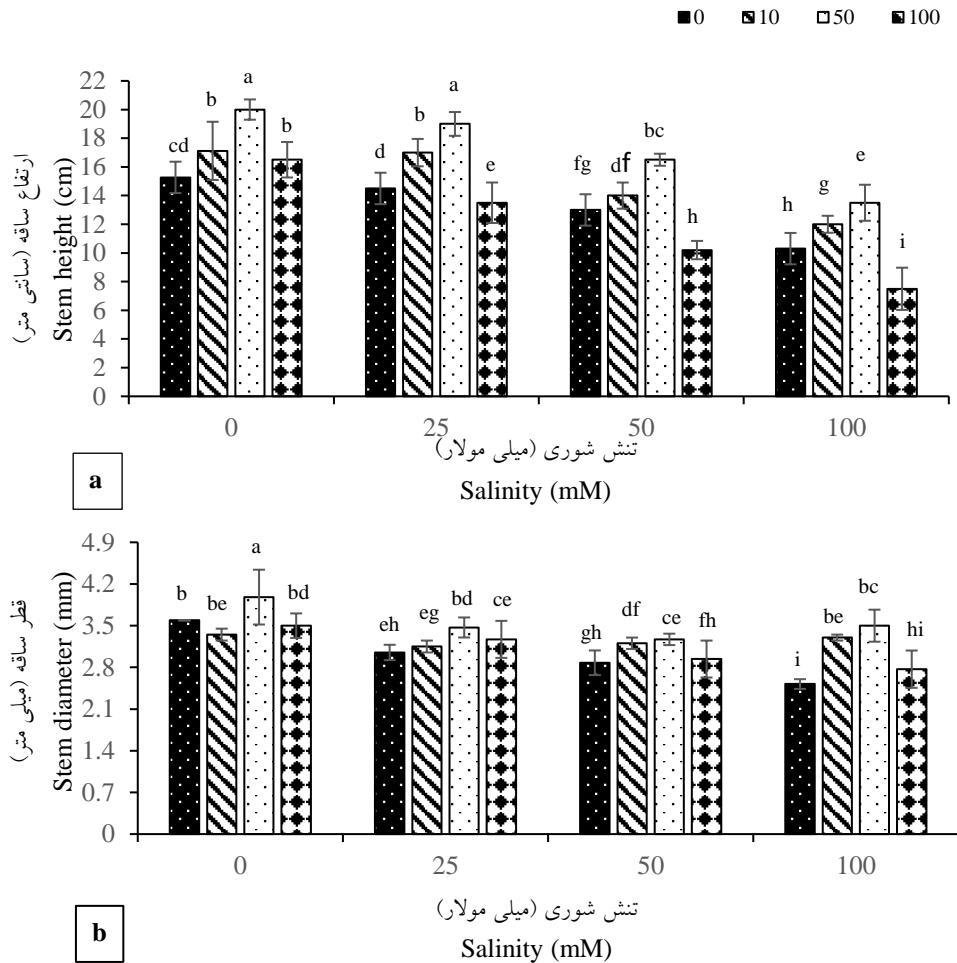 0 10 50 100
ارتفاع ساقه (سانتی متر)
Stem height (cm)
22
20
18
16
14
12
10
8
6
4
2
0
cd b a b
d b a e
fg df bc h
h g e i
0 25 50 100
تنش شوری (میلی مولار)
Salinity (mM)
a
قطر ساقه (میلی متر)
Stem diameter (mm)
4.9
4.2
3.5
2.8
2.1
1.4
0.7
0
b be a bd
eh eg bd ce
gh df ce fh
i be bc hi
0 25 50 100
تنش شوری (میلی مولار)
Salinity (mM)
b